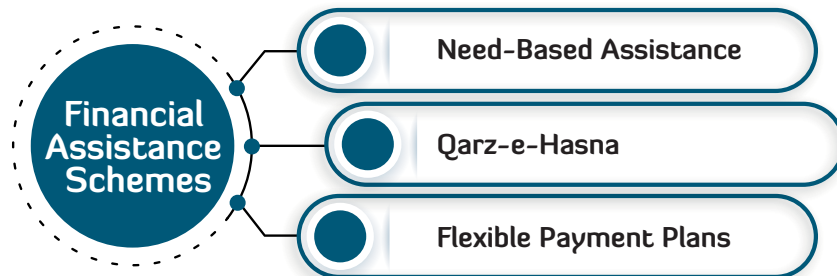 Financial
Assistance
Schemes
Need-Based Assistance
Qarz-e-Hasna
Flexible Payment Plans